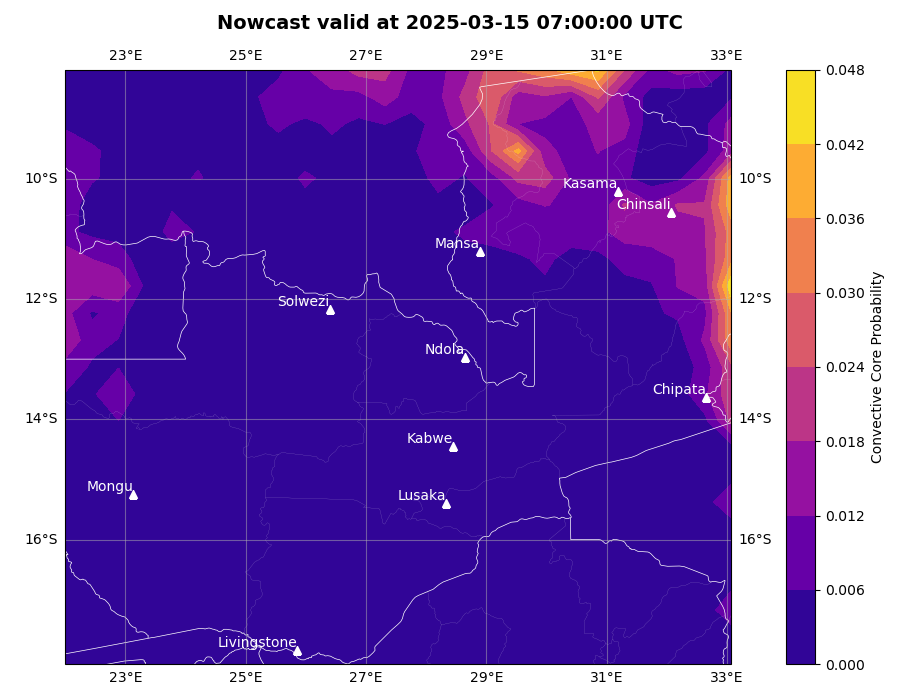 Nowcast valid at 2025-03-15 07:00:00 UTC
23°E 25°E 27°E 29°E 31°E 33°E
0.048
0.042
10°S Kasama 10°S
Chinsali
0.036
Mansa
12°S Solwezi 12°S
0.030
Ndola
0.024
Chipata
14°S 14°S
Kabwe
0.018
Mongu Lusaka
0.012
16°S 16°S
0.006
Livingstone
0.000
23°E 25°E 27°E 29°E 31°E 33°E
Convective Core Probability